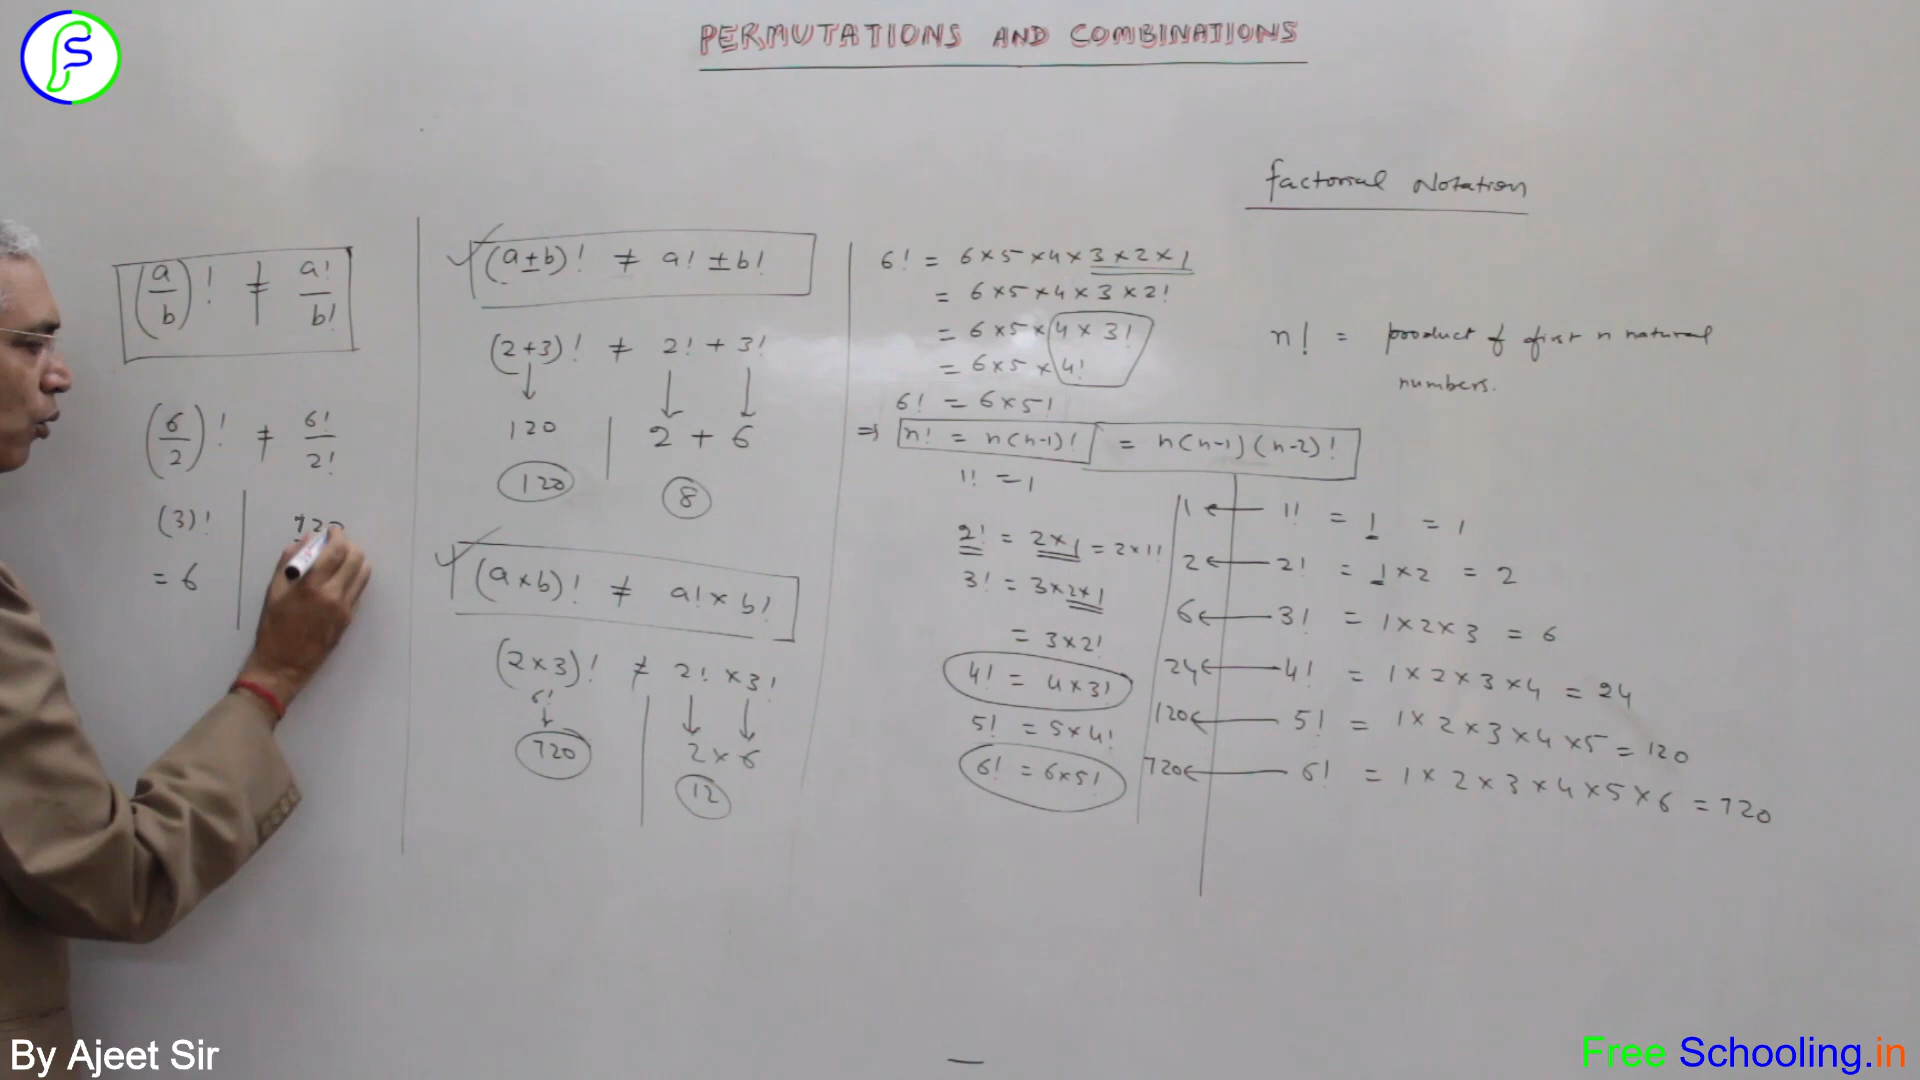 PERMUTATIONS AND COMBINATIONS
factorial Notation
(a/b)! ≠ a!/b!
(6/2)! ≠ 6!/2!
(3)!
= 6
720
(a±b)! ≠ a! ± b!
(2+3)! ≠ 2! + 3!
120 | 2 + 6
120 8
(a×b)! ≠ a! × b!
(2×3)! ≠ 2! × 3!
6!
720 | 2 × 6
12
6! = 6×5×4×3×2×1
= 6×5×4×3×2!
= 6×5×4×3!
= 6×5×4!
6! = 6×5!
⇒ n! = n(n-1)! = n(n-1)(n-2)!
1! = 1
2! = 2×1 = 2×1!
3! = 3×2×1
= 3×2!
4! = 4×3!
5! = 5×4!
6! = 6×5!
n! = product of first n natural
numbers.
1 ← 1! = 1 = 1
2 ← 2! = 1×2 = 2
6 ← 3! = 1×2×3 = 6
24 ← 4! = 1×2×3×4 = 24
120 ← 5! = 1×2×3×4×5 = 120
720 ← 6! = 1×2×3×4×5×6 = 720
By Ajeet Sir
Free Schooling.in